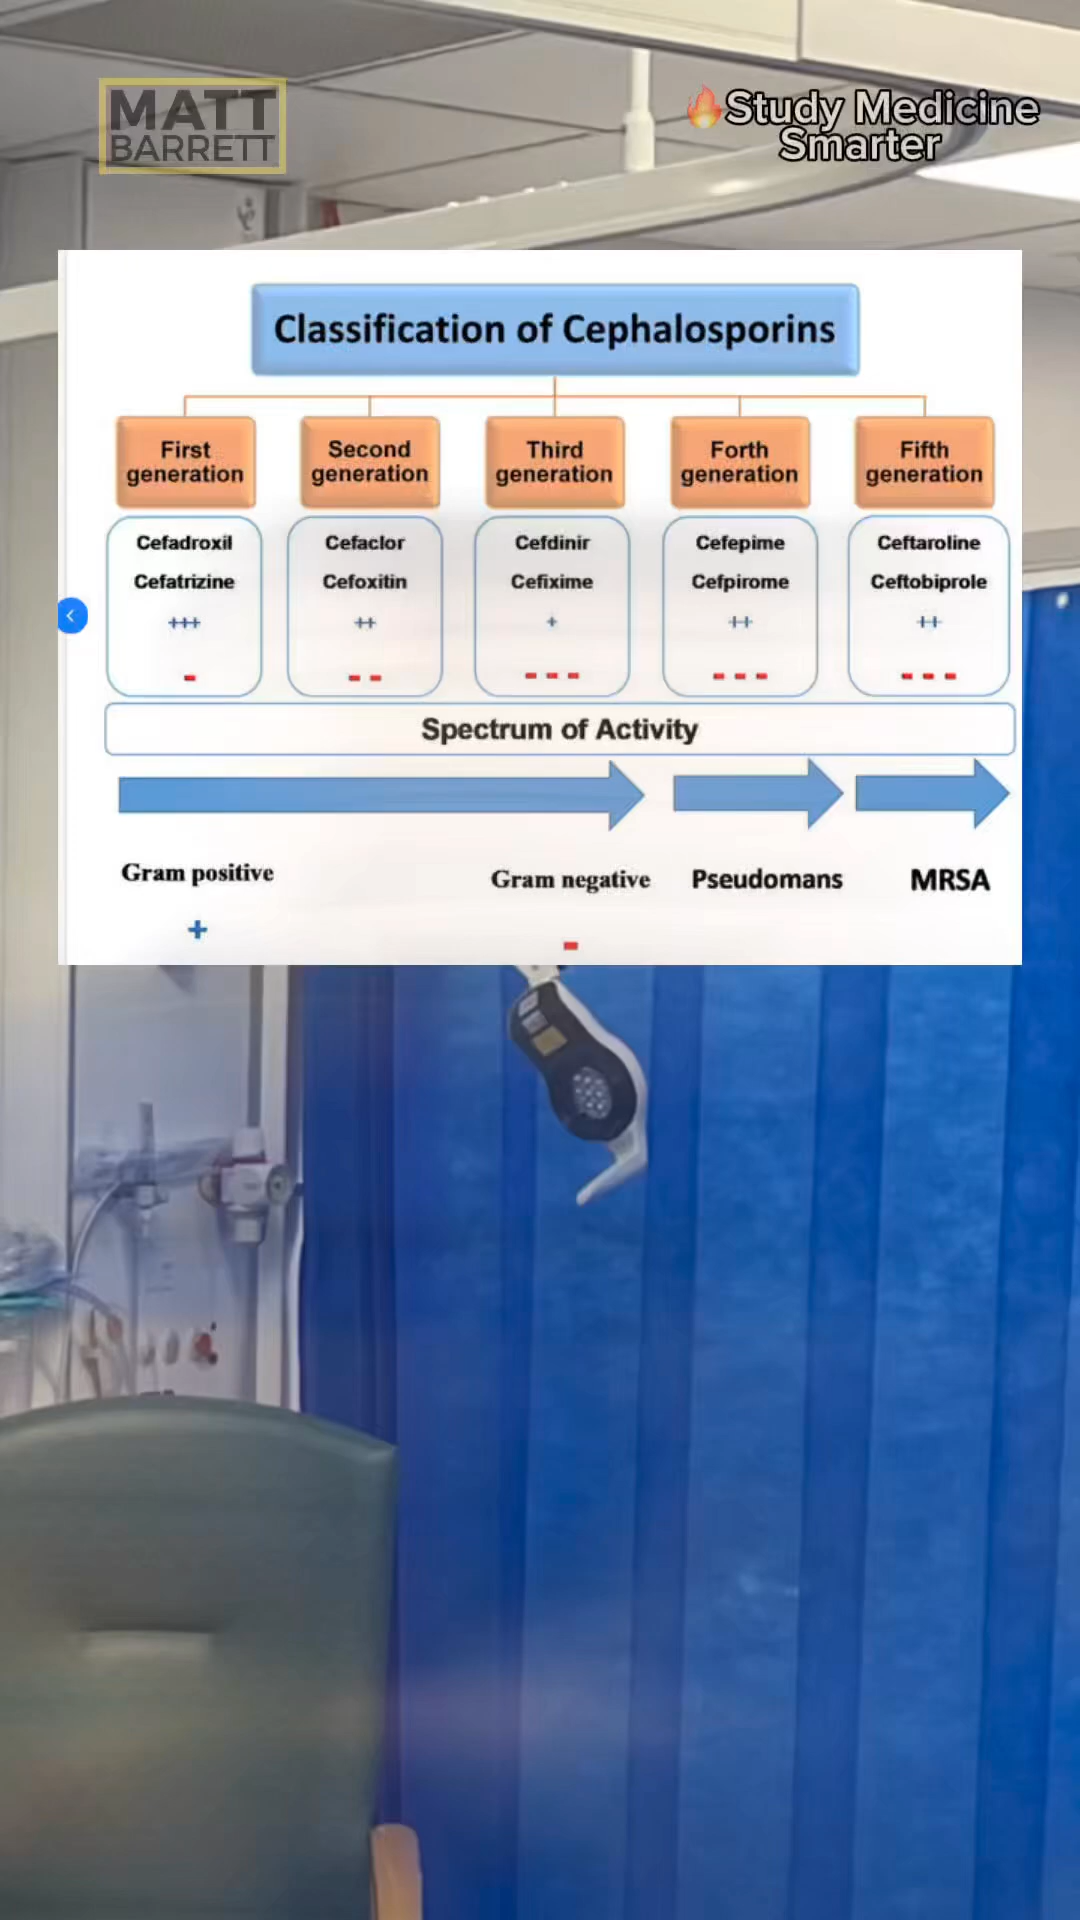 MATT
BARRETT
🔥Study Medicine
Smarter
Classification of Cephalosporins
First
generation
Second
generation
Third
generation
Forth
generation
Fifth
generation
Cefadroxil
Cefatrizine
+++
-
Cefaclor
Cefoxitin
++
- -
Cefdinir
Cefixime
+
- - -
Cefepime
Cefpirome
++
- - -
Ceftaroline
Ceftobiprole
++
- - -
Spectrum of Activity
Gram positive
+
Gram negative
-
Pseudomans
MRSA